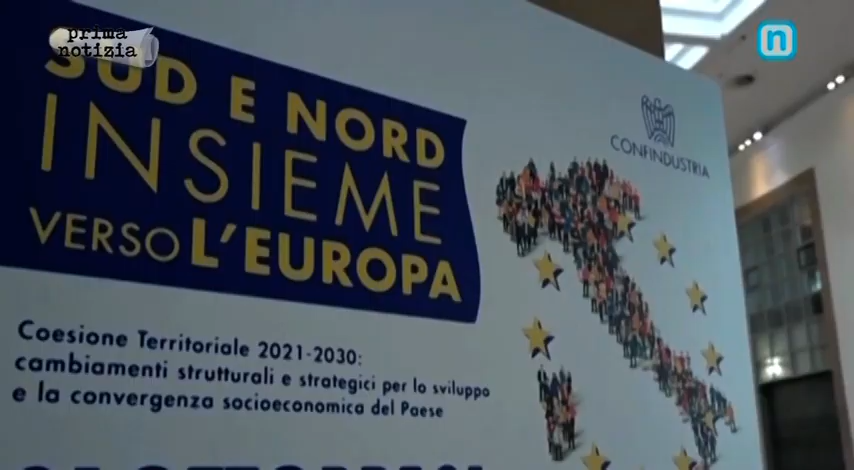 prima
notizia
n
SUD E NORD
INSIEME
VERSO L'EUROPA
CONFINDUSTRIA
Coesione Territoriale 2021-2030:
cambiamenti strutturali e strategici per lo sviluppo
e la convergenza socioeconomica del Paese